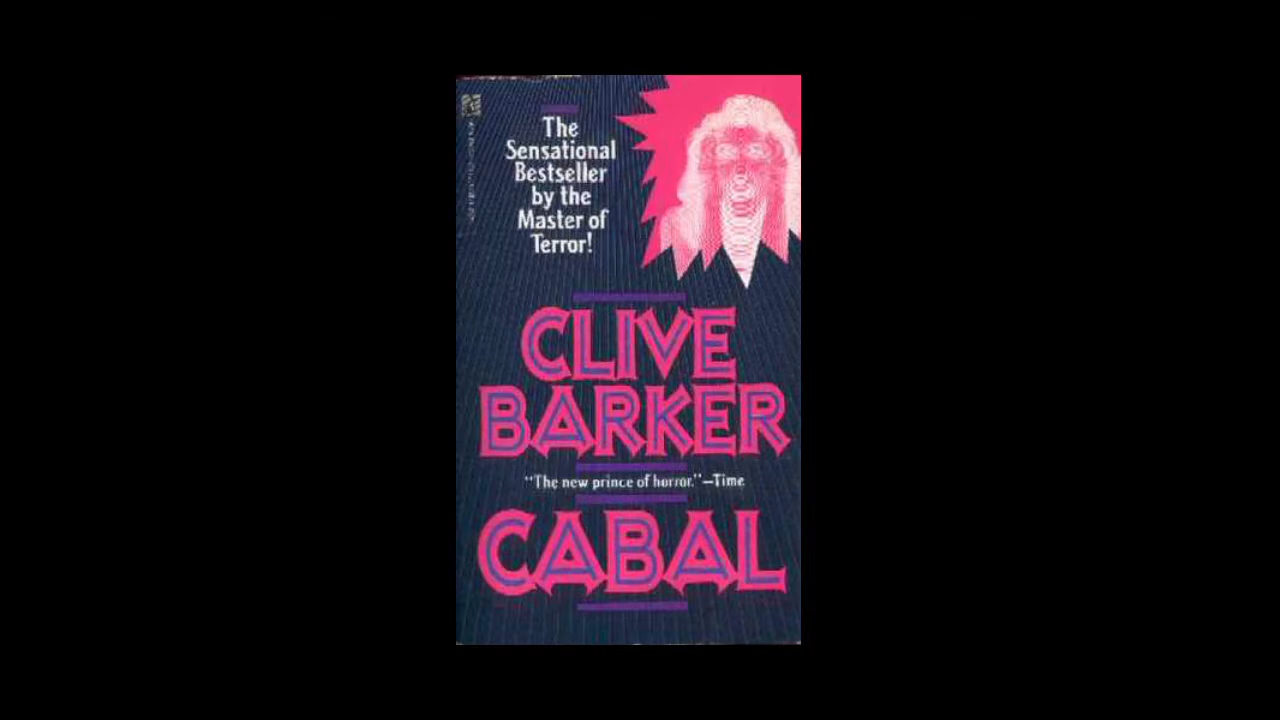 The
Sensational
Bestseller
by the
Master of
Terror!
CLIVE
BARKER
"The new prince of horror."—Time
CABAL